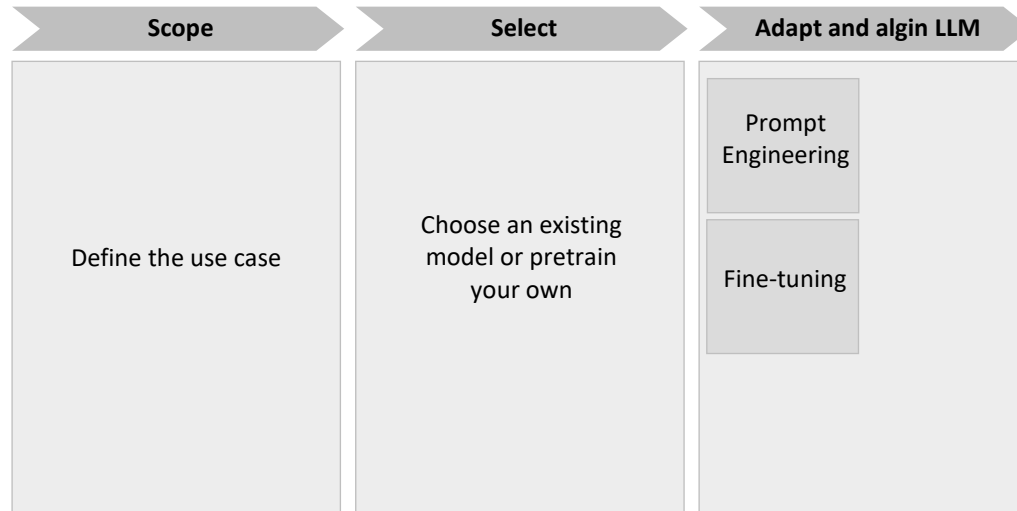 Scope
Select
Adapt and algin LLM
Define the use case
Choose an existing
model or pretrain
your own
Prompt
Engineering
Fine-tuning